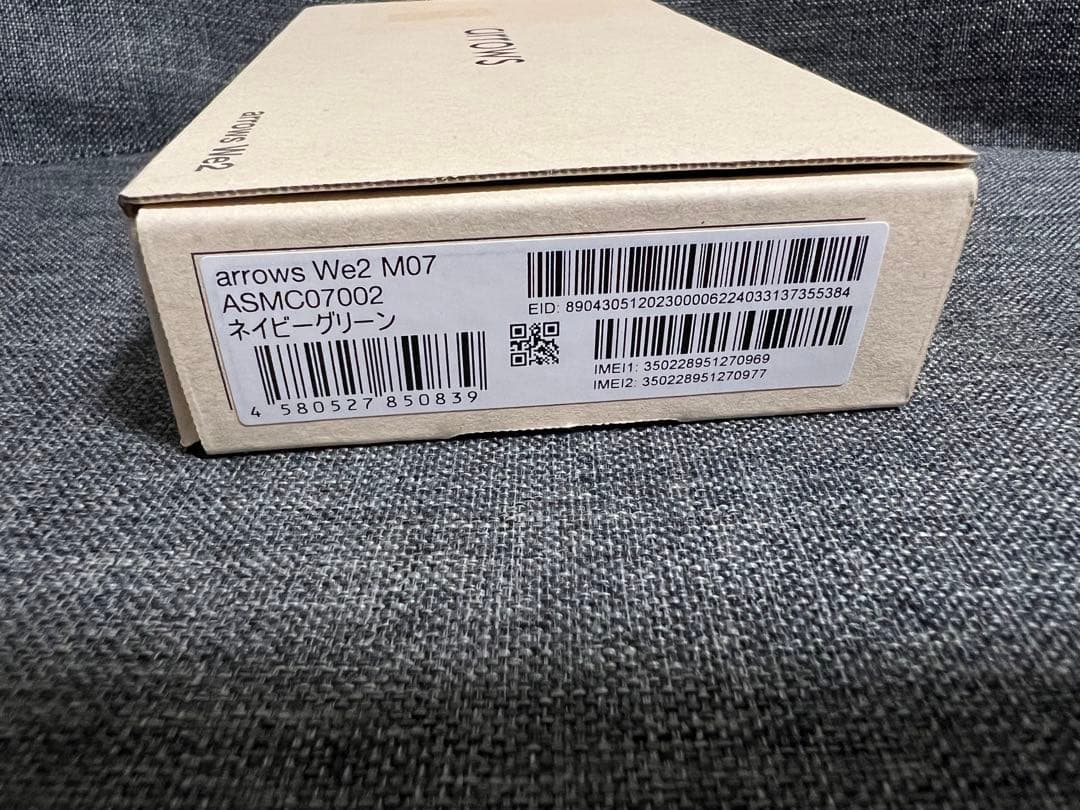 arrows
arrows We2
arrows We2 M07
ASMC07002
ネイビーグリーン
4 580527 850839
EID: 89043051202300006224033137355384
IMEI1: 350228951270969
IMEI2: 350228951270977